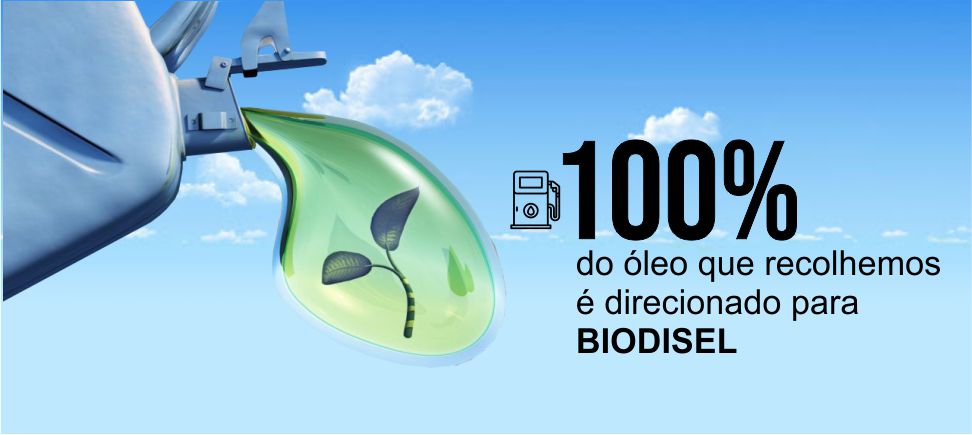 100%
do óleo que recolhemos
é direcionado para
BIODISEL